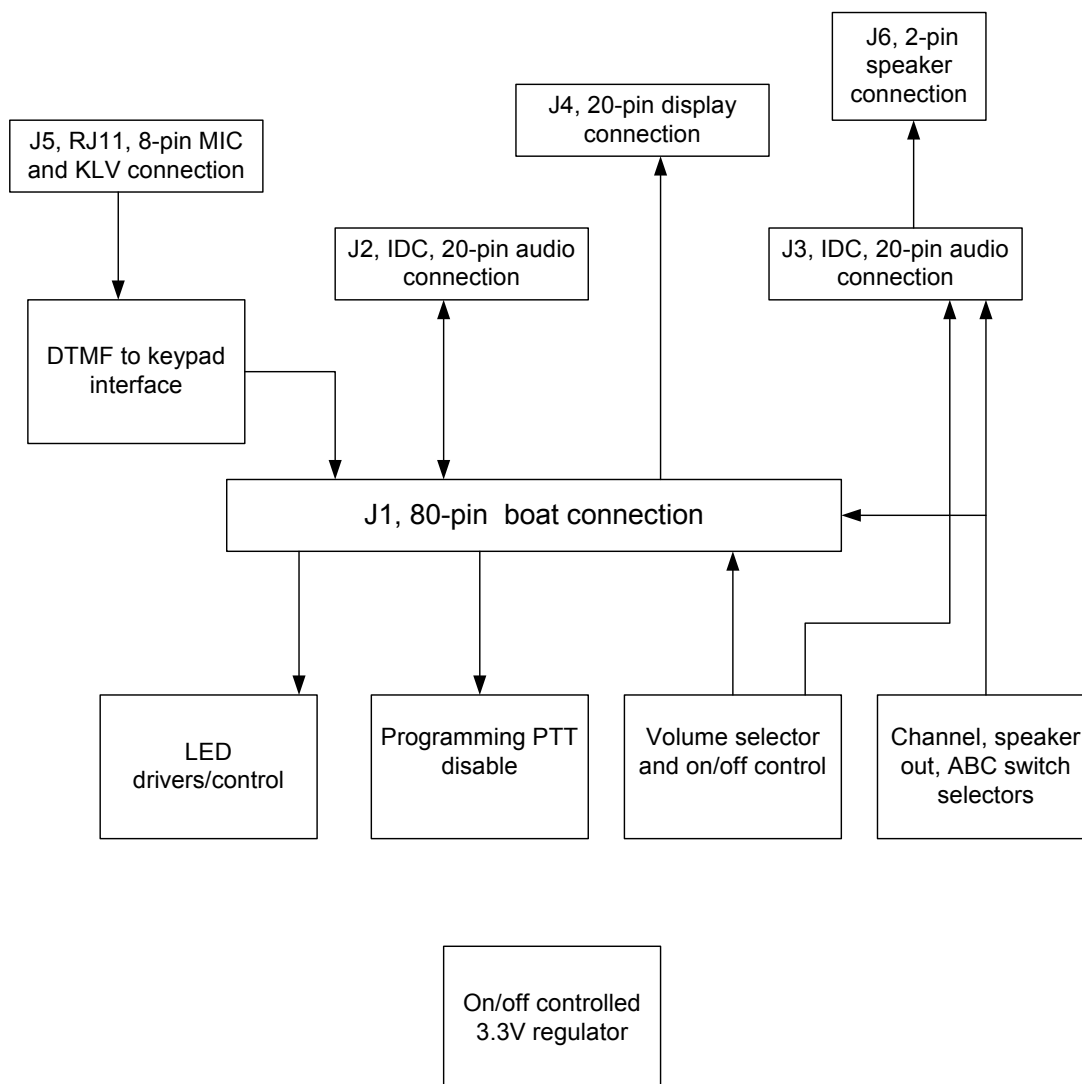 J6, 2-pin
speaker
connection
J4, 20-pin display
connection
J5, RJ11, 8-pin MIC
and KLV connection
J2, IDC, 20-pin audio
connection
J3, IDC, 20-pin audio
connection
DTMF to keypad
interface
J1, 80-pin  boat connection
LED
drivers/control
Programming PTT
disable
Volume selector
and on/off control
Channel, speaker
out, ABC switch
selectors
On/off controlled
3.3V regulator